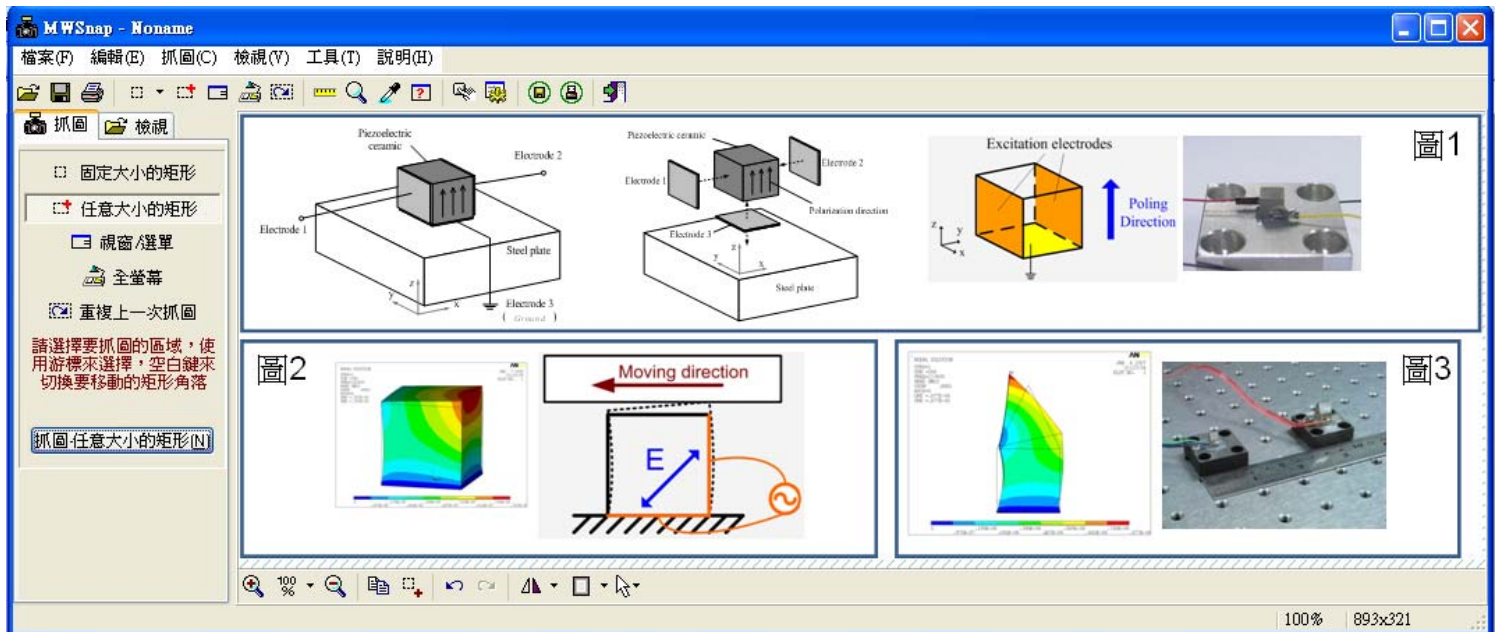 MWSnap - Noname
檔案(F) 編輯(E) 抓圖(C) 檢視(V) 工具(T) 說明(H)
抓圖 檢視
固定大小的矩形
任意大小的矩形
視窗/選單
全螢幕
重複上一次抓圖
請選擇要抓圖的區域，使
用游標來選擇，空白鍵來
切換要移動的矩形角落
抓圖-任意大小的矩形(N)
Piezoelectric
ceramic
Electrode 2
Electrode 1
Steel plate
z
y
x
Electrode 3
( Ground )
Piezoelectric ceramic
Electrode 2
Electrode 1
Polarization direction
Electrode 3
z
y
x
Steel plate
Excitation electrodes
Poling
Direction
z
y
x
圖1
圖2
AN
Moving direction
E
圖3
AN
100%
100% 893x321